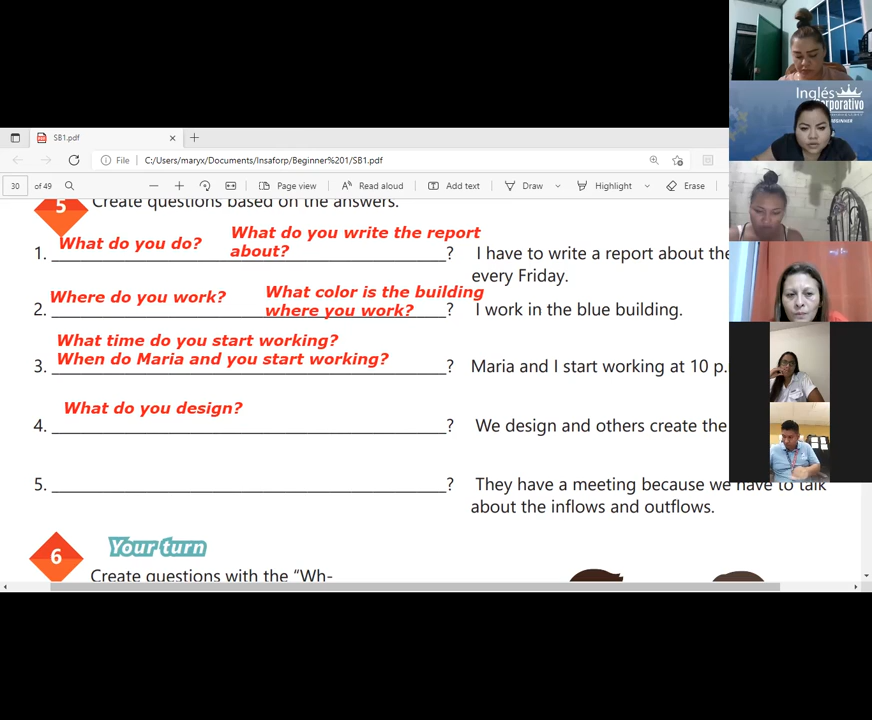 Inglés
Corporativo
SB1.pdf
File C:/Users/maryx/Documents/Insaforp/Beginner%201/SB1.pdf
30 of 49 Page view Read aloud Add text Draw Highlight Erase
5 Create questions based on the answers.
What do you do? What do you write the report
about?
1. ? I have to write a report about the
every Friday.
Where do you work? What color is the building
where you work?
2. ? I work in the blue building.
What time do you start working?
When do Maria and you start working?
3. ? Maria and I start working at 10 p.
What do you design?
4. ? We design and others create the
5. ? They have a meeting because we have to talk
about the inflows and outflows.
6 Your turn
Create questions with the "Wh-